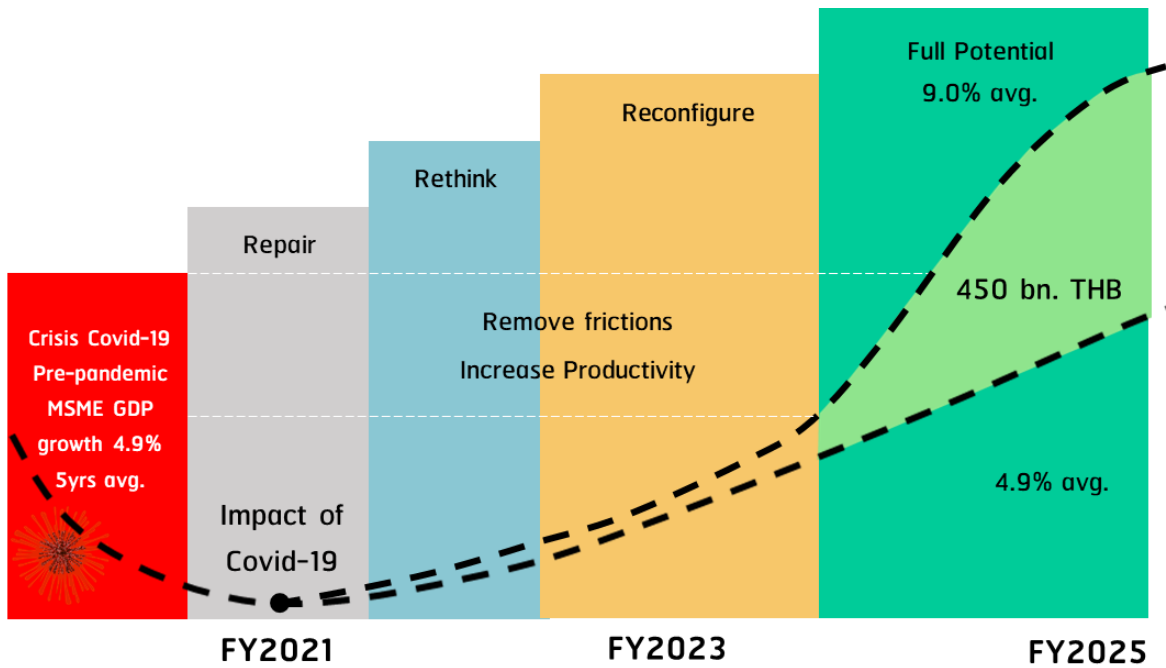 Full Potential
9.0% avg.
Reconfigure
Rethink
Repair
450 bn. THB
Remove frictions
Increase Productivity
Crisis Covid-19
Pre-pandemic
MSME GDP
growth 4.9%
5yrs avg.
4.9% avg.
Impact of
Covid-19
FY2021
FY2023
FY2025